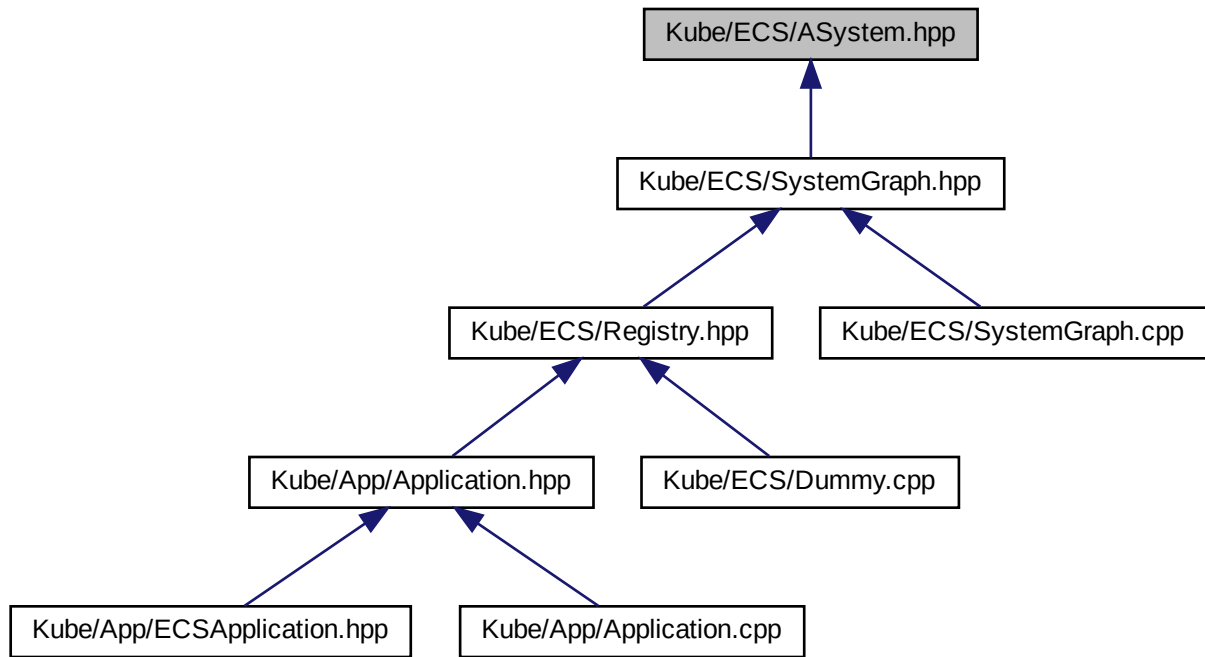 Kube/ECS/ASystem.hpp
Kube/ECS/SystemGraph.hpp
Kube/ECS/Registry.hpp
Kube/ECS/SystemGraph.cpp
Kube/App/Application.hpp
Kube/ECS/Dummy.cpp
Kube/App/ECSApplication.hpp
Kube/App/Application.cpp